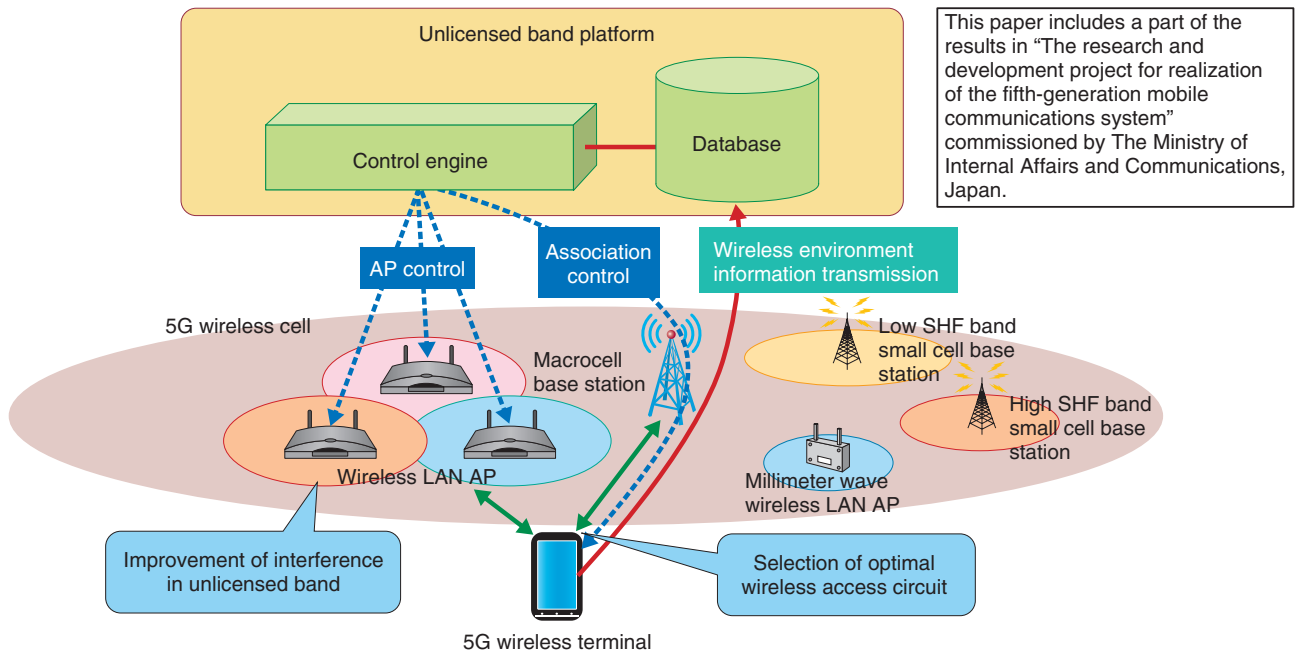 Unlicensed band platform
Control engine
Database
This paper includes a part of the
results in “The research and
development project for realization
of the fifth-generation mobile
communications system”
commissioned by The Ministry of
Internal Affairs and Communications,
Japan.
AP control
Association
control
Wireless environment
information transmission
5G wireless cell
Macrocell
base station
Low SHF band
small cell base
station
High SHF band
small cell base
station
Wireless LAN AP
Millimeter wave
wireless LAN AP
Improvement of interference
in unlicensed band
Selection of optimal
wireless access circuit
5G wireless terminal